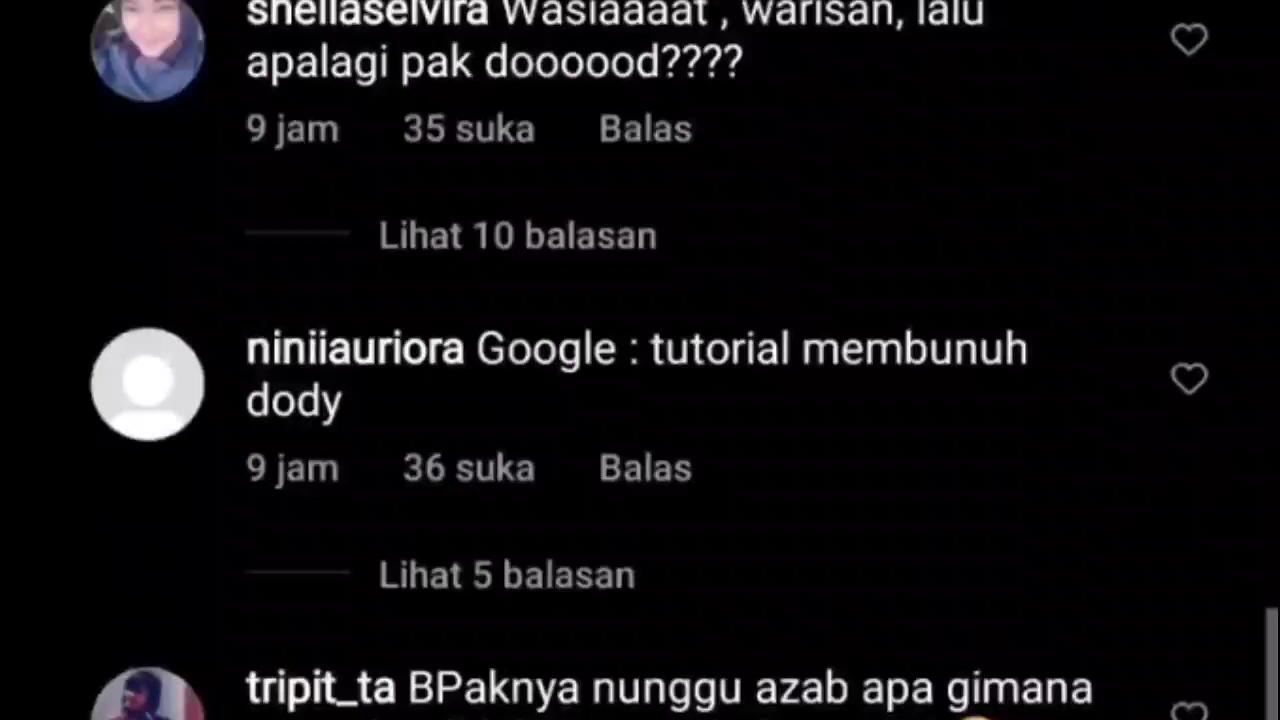 shellaselvira Wasiaaaat , warisan, lalu
apalagi pak doooood????
9 jam 35 suka Balas
Lihat 10 balasan
niniiauriora Google : tutorial membunuh
dody
9 jam 36 suka Balas
Lihat 5 balasan
tripit_ta BPaknya nunggu azab apa gimana